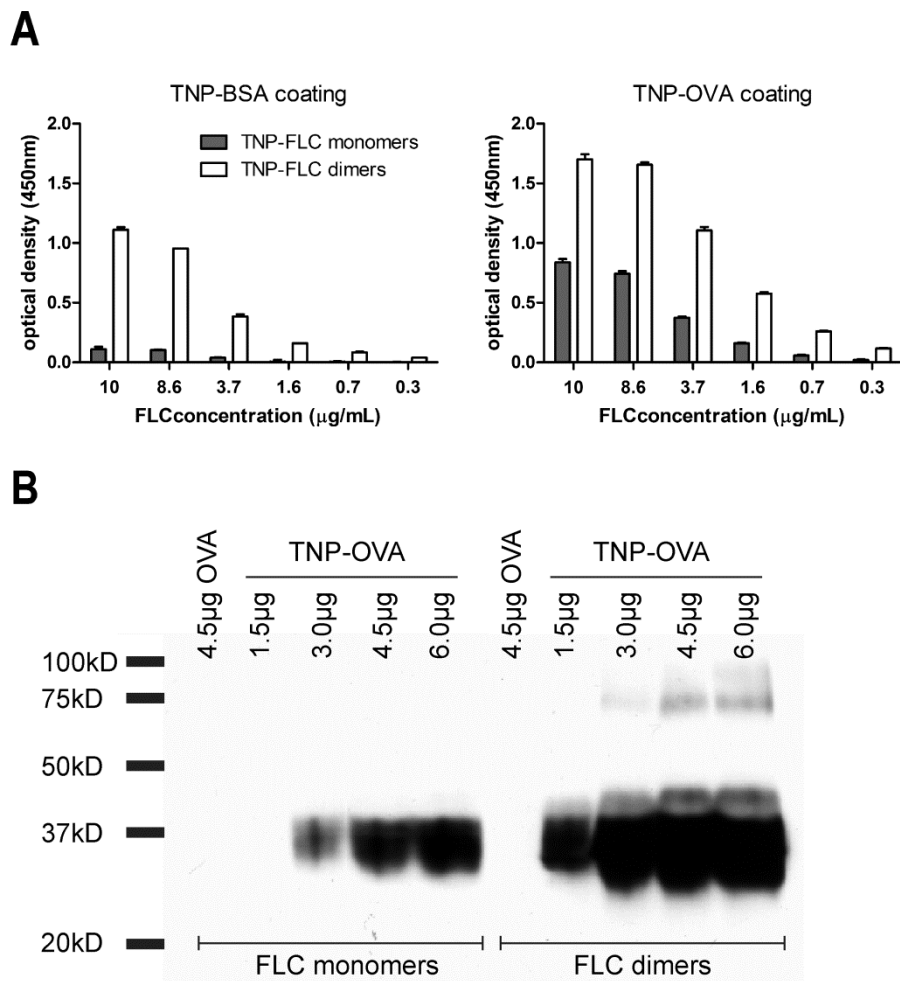 A
TNP-BSA coating
TNP-OVA coating
optical density (450nm)
2.0
1.5
1.0
0.5
0.0
TNP-FLC monomers
TNP-FLC dimers
10 8.6 3.7 1.6 0.7 0.3
FLCconcentration (μg/mL)
optical density (450nm)
2.0
1.5
1.0
0.5
0.0
10 8.6 3.7 1.6 0.7 0.3
FLCconcentration (μg/mL)
B
TNP-OVA
TNP-OVA
4.5μg OVA
1.5μg
3.0μg
4.5μg
6.0μg
4.5μg OVA
1.5μg
3.0μg
4.5μg
6.0μg
100kD
75kD
50kD
37kD
20kD
FLC monomers
FLC dimers